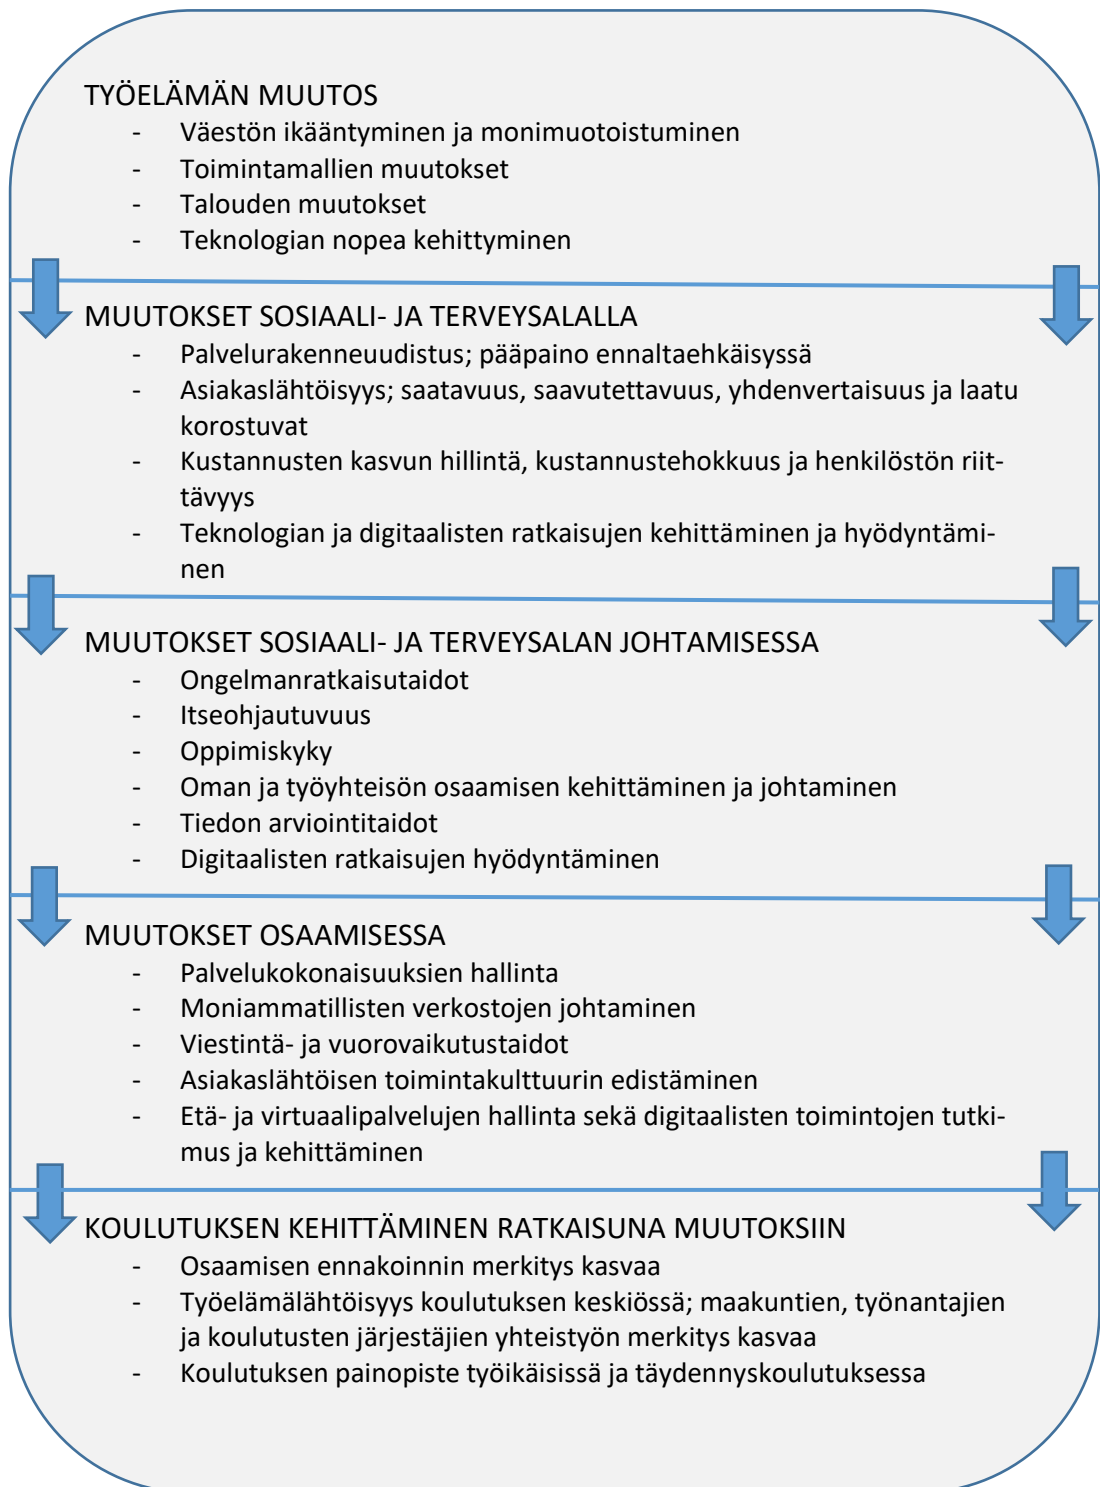 TYÖELÄMÄN MUUTOS
- Väestön ikääntyminen ja monimuotoistuminen
- Toimintamallien muutokset
- Talouden muutokset
- Teknologian nopea kehittyminen
MUUTOKSET SOSIAALI- JA TERVEYSALALLA
- Palvelurakenneuudistus; pääpaino ennaltaehkäisyssä
- Asiakaslähtöisyys; saatavuus, saavutettavuus, yhdenvertaisuus ja laatu
korostuvat
- Kustannusten kasvun hillintä, kustannustehokkuus ja henkilöstön riit-
tävyys
- Teknologian ja digitaalisten ratkaisujen kehittäminen ja hyödyntämi-
nen
MUUTOKSET SOSIAALI- JA TERVEYSALAN JOHTAMISESSA
- Ongelmanratkaisutaidot
- Itseohjautuvuus
- Oppimiskyky
- Oman ja työyhteisön osaamisen kehittäminen ja johtaminen
- Tiedon arviointitaidot
- Digitaalisten ratkaisujen hyödyntäminen
MUUTOKSET OSAAMISESSA
- Palvelukokonaisuuksien hallinta
- Moniammatillisten verkostojen johtaminen
- Viestintä- ja vuorovaikutustaidot
- Asiakaslähtöisen toimintakulttuurin edistäminen
- Etä- ja virtuaalipalvelujen hallinta sekä digitaalisten toimintojen tutki-
mus ja kehittäminen
KOULUTUKSEN KEHITTÄMINEN RATKAISUNA MUUTOKSIIN
- Osaamisen ennakoinnin merkitys kasvaa
- Työelämälähtöisyys koulutuksen keskiössä; maakuntien, työnantajien
ja koulutusten järjestäjien yhteistyön merkitys kasvaa
- Koulutuksen painopiste työikäisissä ja täydennyskoulutuksessa